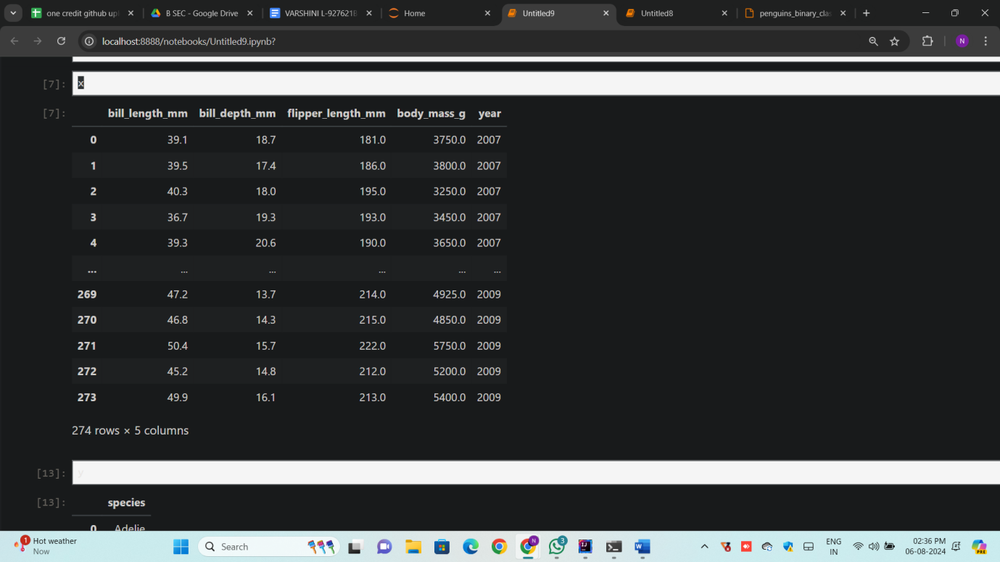 one credit github up
B SEC - Google Drive
VARSHINI L-927621B
Home
Untitled9
Untitled8
penguins_binary_clas
localhost:8888/notebooks/Untitled9.ipynb?
N
[7]: x
[7]: bill_length_mm bill_depth_mm flipper_length_mm body_mass_g year
0 39.1 18.7 181.0 3750.0 2007
1 39.5 17.4 186.0 3800.0 2007
2 40.3 18.0 195.0 3250.0 2007
3 36.7 19.3 193.0 3450.0 2007
4 39.3 20.6 190.0 3650.0 2007
... ... ... ... ... ...
269 47.2 13.7 214.0 4925.0 2009
270 46.8 14.3 215.0 4850.0 2009
271 50.4 15.7 222.0 5750.0 2009
272 45.2 14.8 212.0 5200.0 2009
273 49.9 16.1 213.0 5400.0 2009
274 rows × 5 columns
[13]: y
[13]: species
0 Adelie
1
Hot weather
Now
Search
N
3
IJ
W
ENG
IN
02:36 PM
06-08-2024
PRE